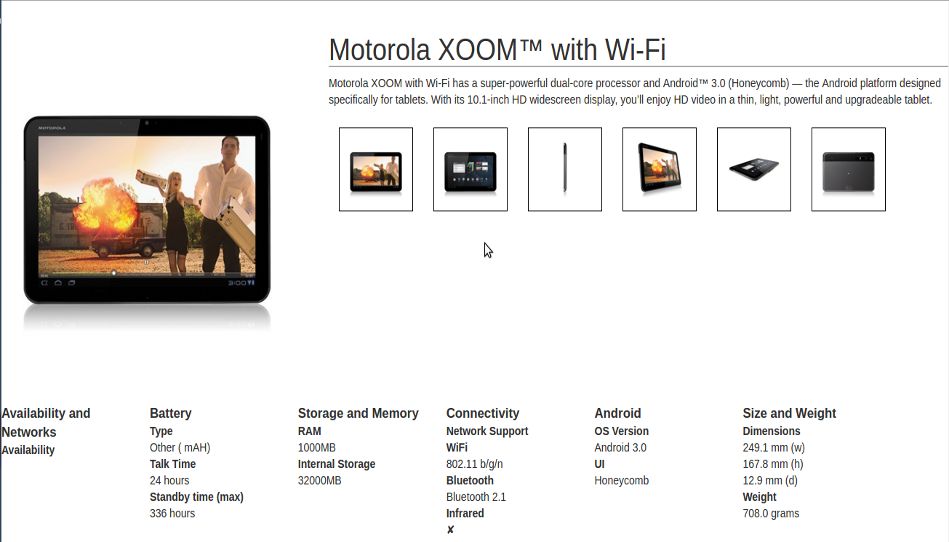 Motorola XOOM™ with Wi-Fi
Motorola XOOM with Wi-Fi has a super-powerful dual-core processor and Android™ 3.0 (Honeycomb) — the Android platform designed
specifically for tablets. With its 10.1-inch HD widescreen display, you'll enjoy HD video in a thin, light, powerful and upgradeable tablet.
MOTOROLA
3:00
Availability and
Networks
Availability
Battery
Type
Other ( mAH)
Talk Time
24 hours
Standby time (max)
336 hours
Storage and Memory
RAM
1000MB
Internal Storage
32000MB
Connectivity
Network Support
WiFi
802.11 b/g/n
Bluetooth
Bluetooth 2.1
Infrared
✘
Android
OS Version
Android 3.0
UI
Honeycomb
Size and Weight
Dimensions
249.1 mm (w)
167.8 mm (h)
12.9 mm (d)
Weight
708.0 grams